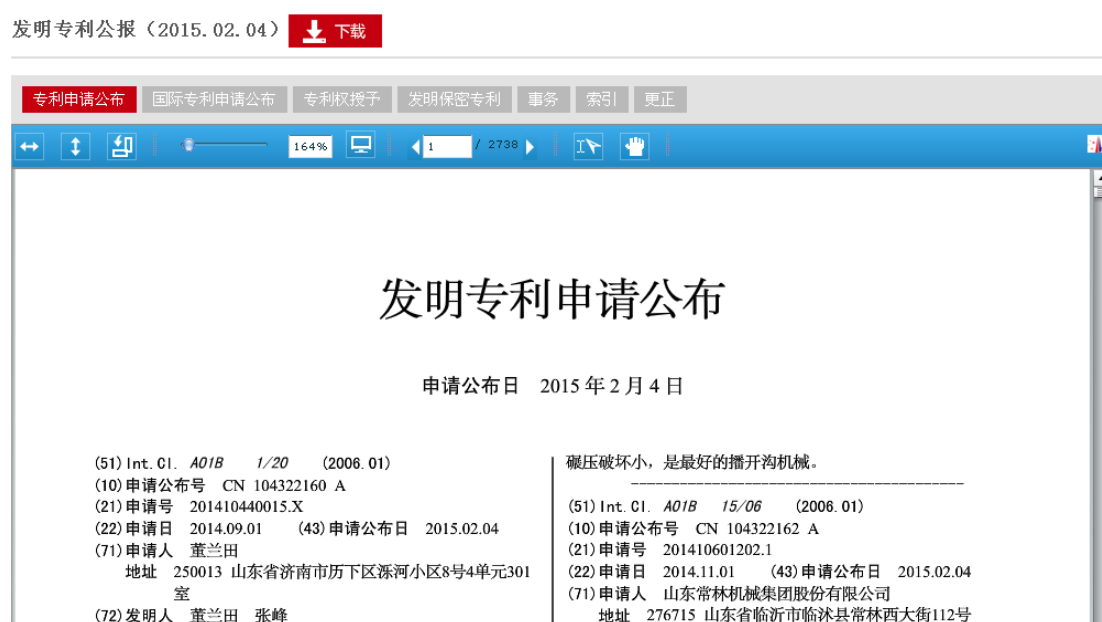 发明专利公报（2015.02.04） 下载
专利申请公布 国际专利申请公布 专利权授予 发明保密专利 事务 索引 更正
164% 1 / 2738
发明专利申请公布
申请公布日 2015 年 2 月 4 日
(51)Int.Cl. A01B 1/20 (2006.01)
(10)申请公布号 CN 104322160 A
(21)申请号 201410440015.X
(22)申请日 2014.09.01 (43)申请公布日 2015.02.04
(71)申请人 董兰田
地址 250013 山东省济南市历下区泺河小区8号4单元301
室
(72)发明人 董兰田 张峰
碾压破坏小，是最好的播开沟机械。
(51)Int.Cl. A01B 15/06 (2006.01)
(10)申请公布号 CN 104322162 A
(21)申请号 201410601202.1
(22)申请日 2014.11.01 (43)申请公布日 2015.02.04
(71)申请人 山东常林机械集团股份有限公司
地址 276715 山东省临沂市临沭县常林西大街112号